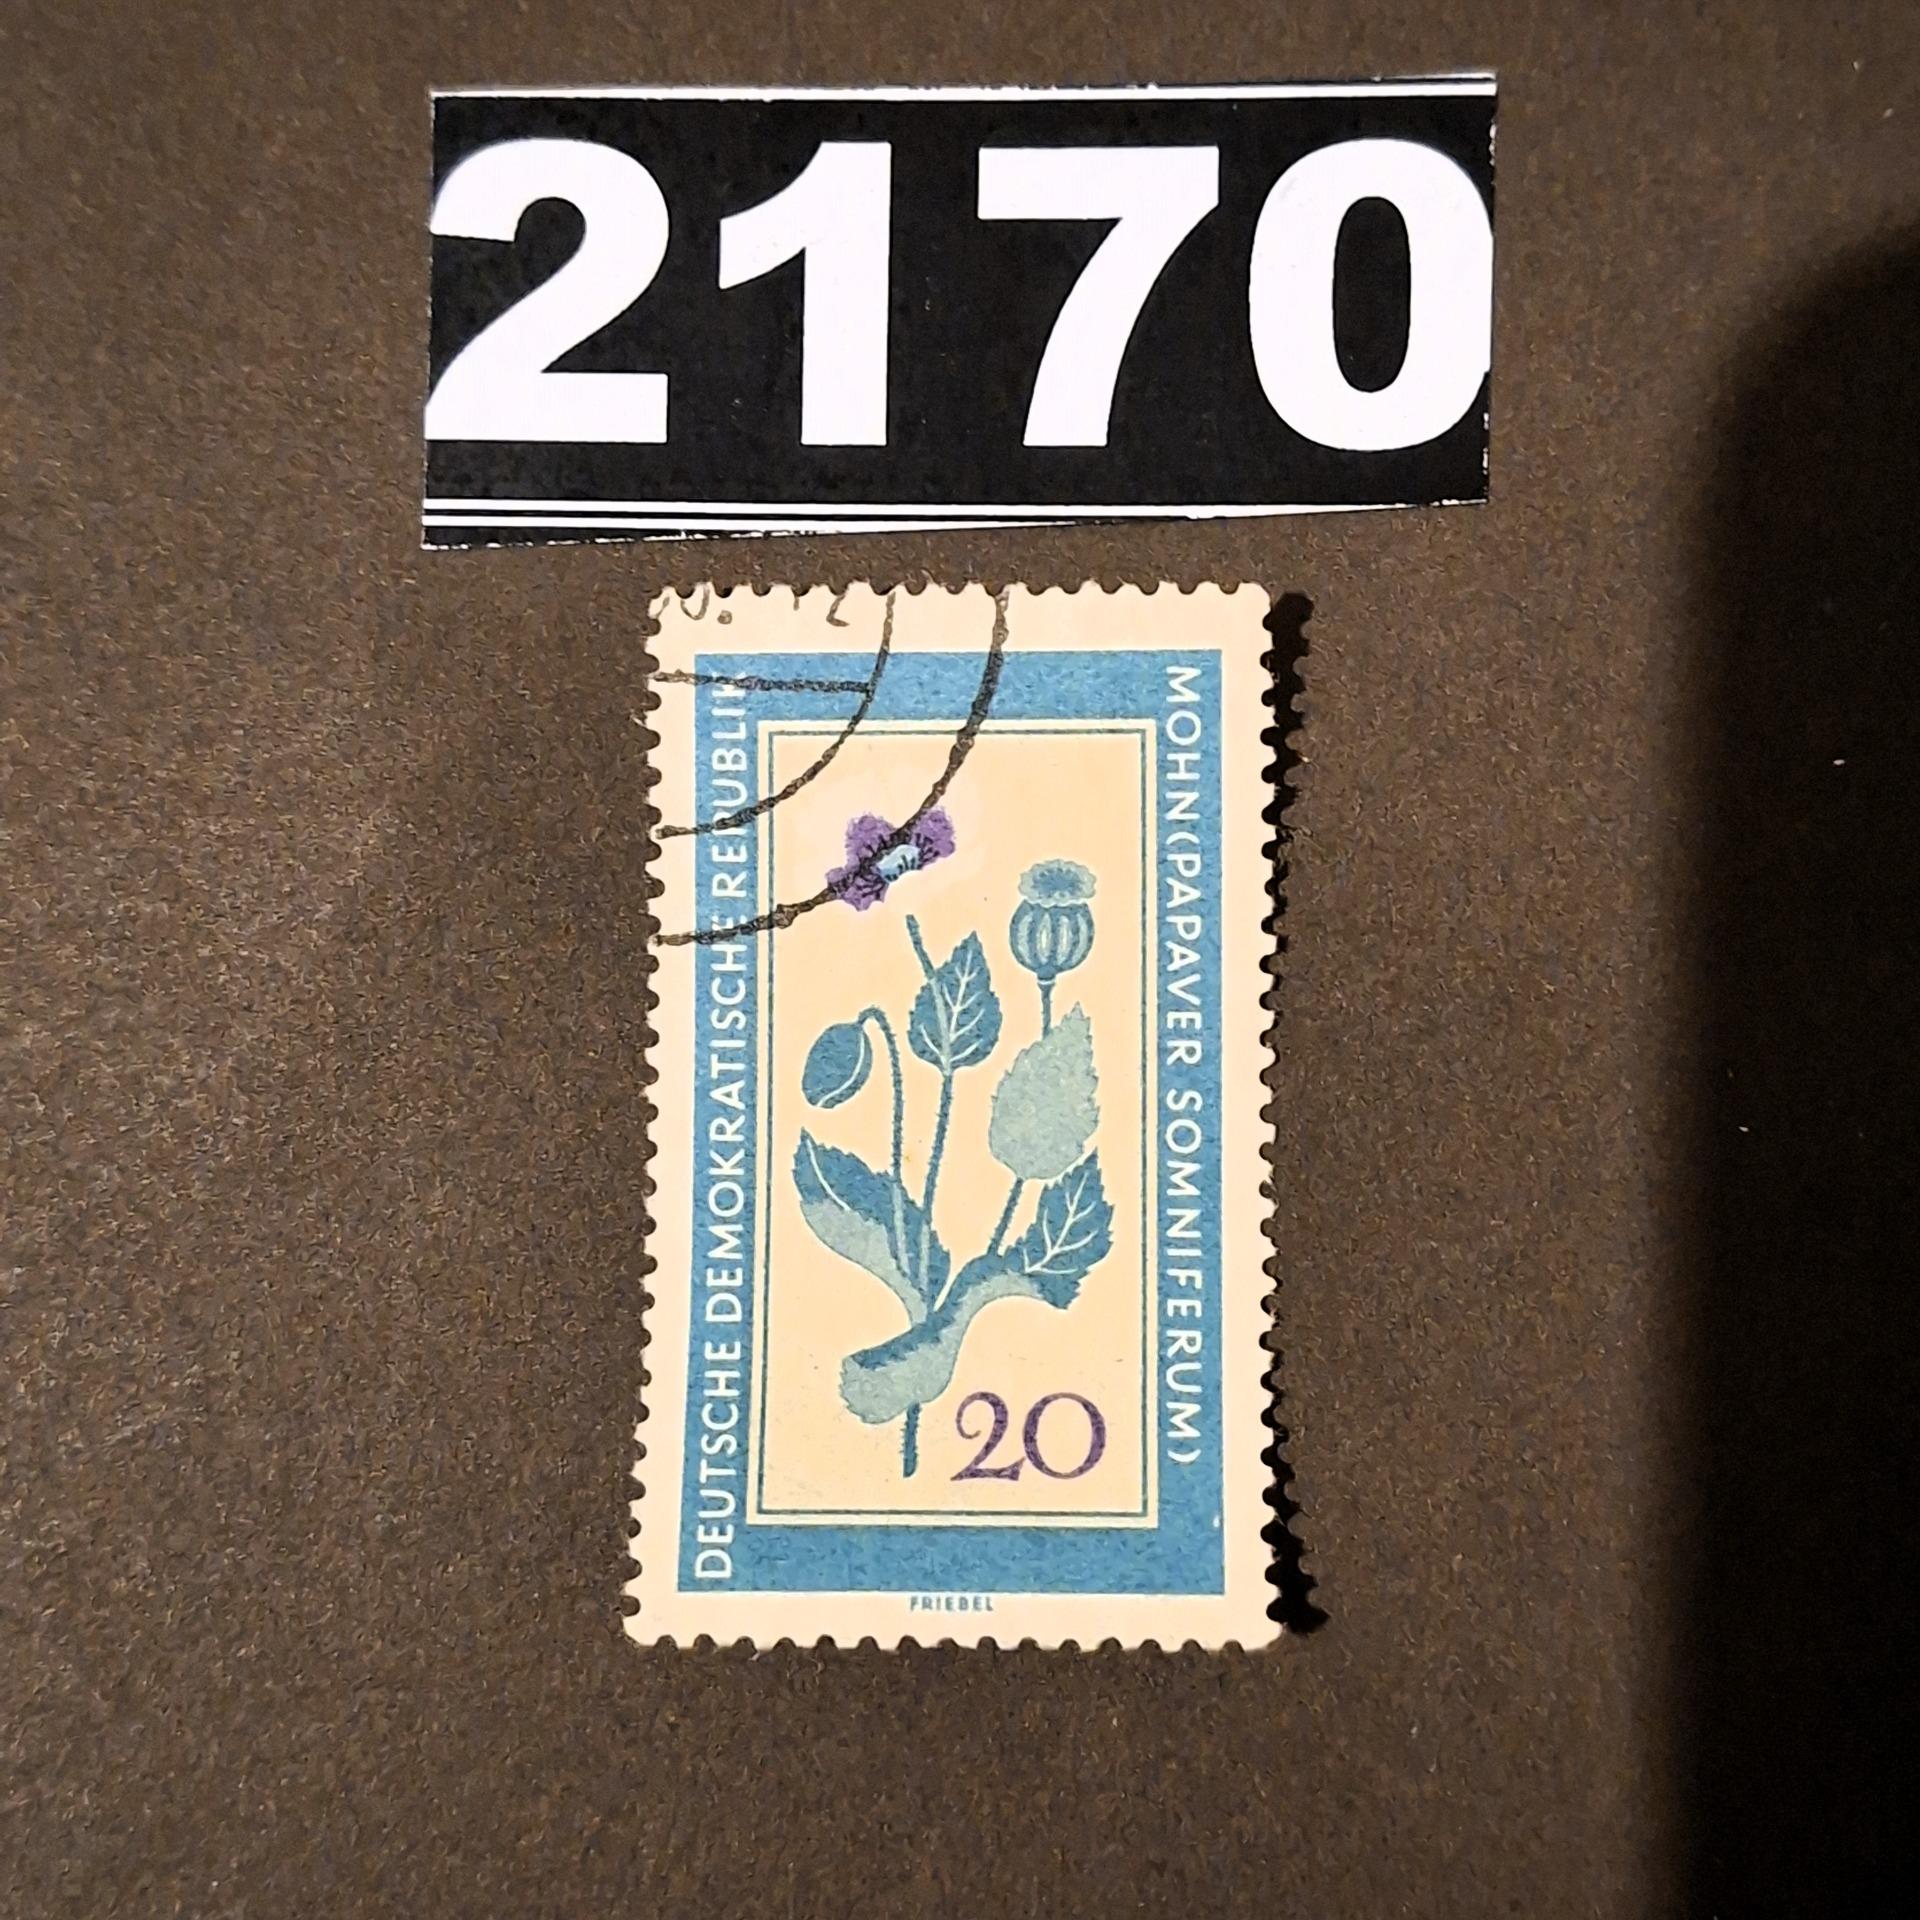 2170
DEUTSCHE DEMOKRATISCHE REPUBLIK
MOHN (PAPAVER SOMNIFERUM)
20
FRIEBEL